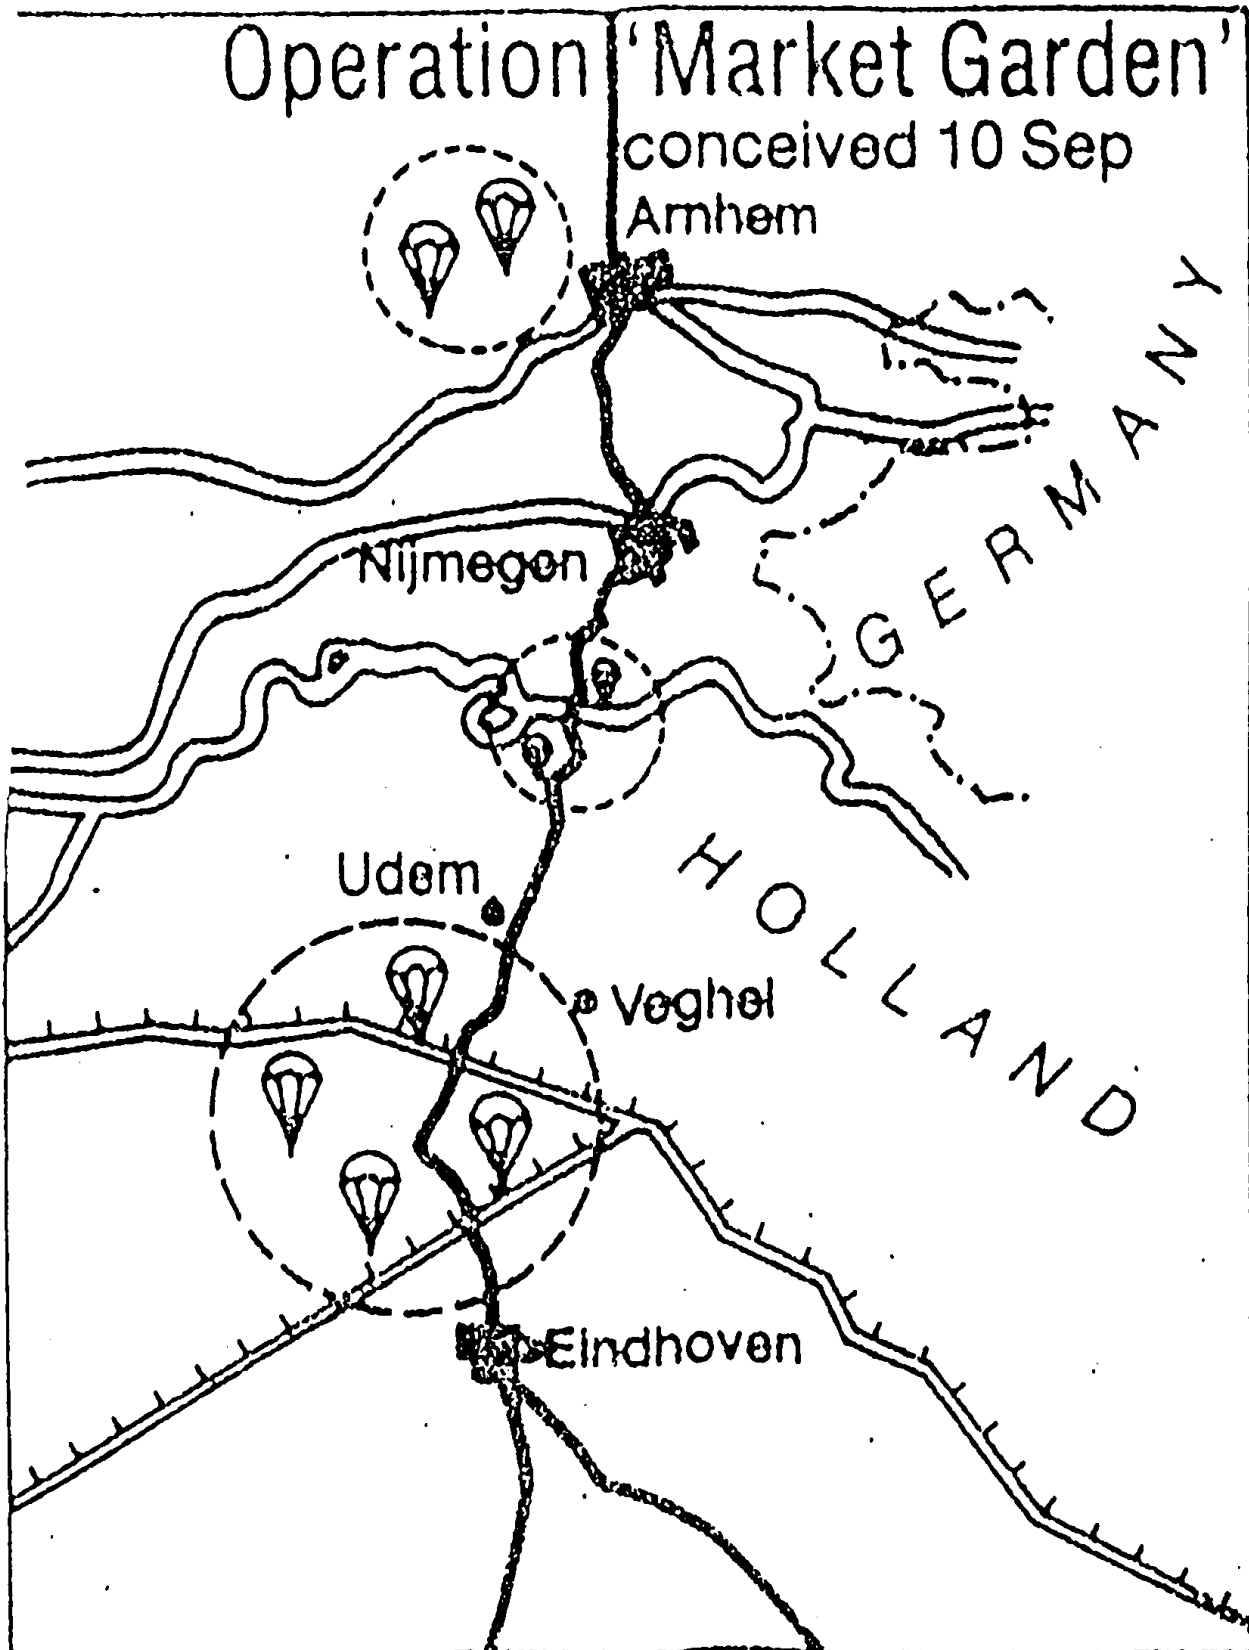 Operation 'Market Garden'
conceived 10 Sep
Arnhem
GERMANY
Nijmegen
Udem
HOLLAND
Veghel
Eindhoven